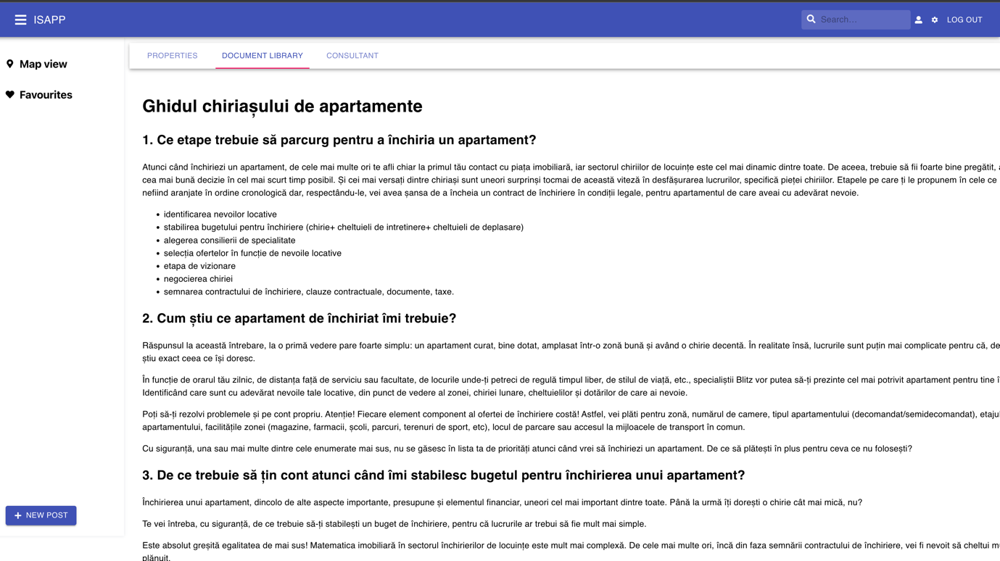 ISAPP
Search…
LOG OUT
Map view
Favourites
PROPERTIES DOCUMENT LIBRARY CONSULTANT
Ghidul chiriașului de apartamente
1. Ce etape trebuie să parcurg pentru a închiria un apartament?
Atunci când închiriezi un apartament, de cele mai multe ori te afli chiar la primul tău contact cu piața imobiliară, iar sectorul chiriilor de locuințe este cel mai dinamic dintre toate. De aceea, trebuie să fii foarte bine pregătit,
cea mai bună decizie în cel mai scurt timp posibil. Și cei mai versați dintre chiriași sunt uneori surprinși tocmai de această viteză în desfășurarea lucrurilor, specifică pieței chiriilor. Etapele pe care ți le propunem în cele ce
nefiind aranjate în ordine cronologică dar, respectându-le, vei avea șansa de a încheia un contract de închiriere în condiții legale, pentru apartamentul de care aveai cu adevărat nevoie.
• identificarea nevoilor locative
• stabilirea bugetului pentru închiriere (chirie+ cheltuieli de intretinere+ cheltuieli de deplasare)
• alegerea consilierii de specialitate
• selecția ofertelor în funcție de nevoile locative
• etapa de vizionare
• negocierea chiriei
• semnarea contractului de închiriere, clauze contractuale, documente, taxe.
2. Cum știu ce apartament de închiriat îmi trebuie?
Răspunsul la această întrebare, la o primă vedere pare foarte simplu: un apartament curat, bine dotat, amplasat într-o zonă bună și având o chirie decentă. În realitate însă, lucrurile sunt puțin mai complicate pentru că, de
știu exact ceea ce își doresc.
În funcție de orarul tău zilnic, de distanța față de serviciu sau facultate, de locurile unde-ți petreci de regulă timpul liber, de stilul de viață, etc., specialiștii Blitz vor putea să-ți prezinte cel mai potrivit apartament pentru tine
Identificând care sunt cu adevărat nevoile tale locative, din punct de vedere al zonei, chiriei lunare, cheltuielilor și dotărilor de care ai nevoie.
Poți să-ți rezolvi problemele și pe cont propriu. Atenție! Fiecare element component al ofertei de închiriere costă! Astfel, vei plăti pentru zonă, numărul de camere, tipul apartamentului (decomandat/semidecomandat), etajul
apartamentului, facilitățile zonei (magazine, farmacii, școli, parcuri, terenuri de sport, etc), locul de parcare sau accesul la mijloacele de transport în comun.
Cu siguranță, una sau mai multe dintre cele enumerate mai sus, nu se găsesc în lista ta de priorități atunci când vrei să închiriezi un apartament. De ce să plătești în plus pentru ceva ce nu folosești?
3. De ce trebuie să țin cont atunci când îmi stabilesc bugetul pentru închirierea unui apartament?
Închirierea unui apartament, dincolo de alte aspecte importante, presupune și elementul financiar, uneori cel mai important dintre toate. Până la urmă îți dorești o chirie cât mai mică, nu?
Te vei întreba, cu siguranță, de ce trebuie să-ți stabilești un buget de închiriere, pentru că lucrurile ar trebui să fie mult mai simple.
Este absolut greșită egalitatea de mai sus! Matematica imobiliară în sectorul închirierilor de locuințe este mult mai complexă. De cele mai multe ori, încă din faza semnării contractului de închiriere, vei fi nevoit să cheltui
plănuit.
NEW POST